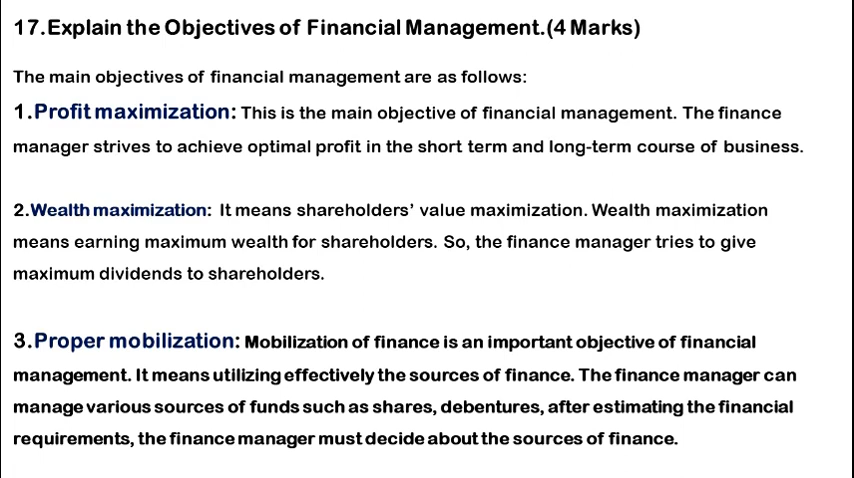 17.Explain the Objectives of Financial Management.(4 Marks)
The main objectives of financial management are as follows:
1.Profit maximization: This is the main objective of financial management. The finance
manager strives to achieve optimal profit in the short term and long-term course of business.
2.Wealth maximization: It means shareholders' value maximization. Wealth maximization
means earning maximum wealth for shareholders. So, the finance manager tries to give
maximum dividends to shareholders.
3.Proper mobilization: Mobilization of finance is an important objective of financial
management. It means utilizing effectively the sources of finance. The finance manager can
manage various sources of funds such as shares, debentures, after estimating the financial
requirements, the finance manager must decide about the sources of finance.